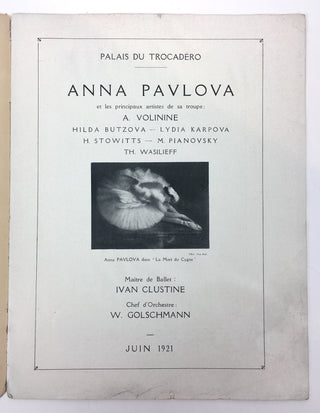 PALAIS DU TROCADERO
ANNA PAVLOVA
et les principaux artistes de sa troupe:
A. VOLININE
HILDA BUTZOVA — LYDIA KARPOVA
H. STOWITTS — M. PIANOVSKY
TH. WASILIEFF
Anna PAVLOVA dans "La Mort du Cygne"
Maître de Ballet:
IVAN CLUSTINE
Chef d'Orchestre:
W. GOLSCHMANN
JUIN 1921